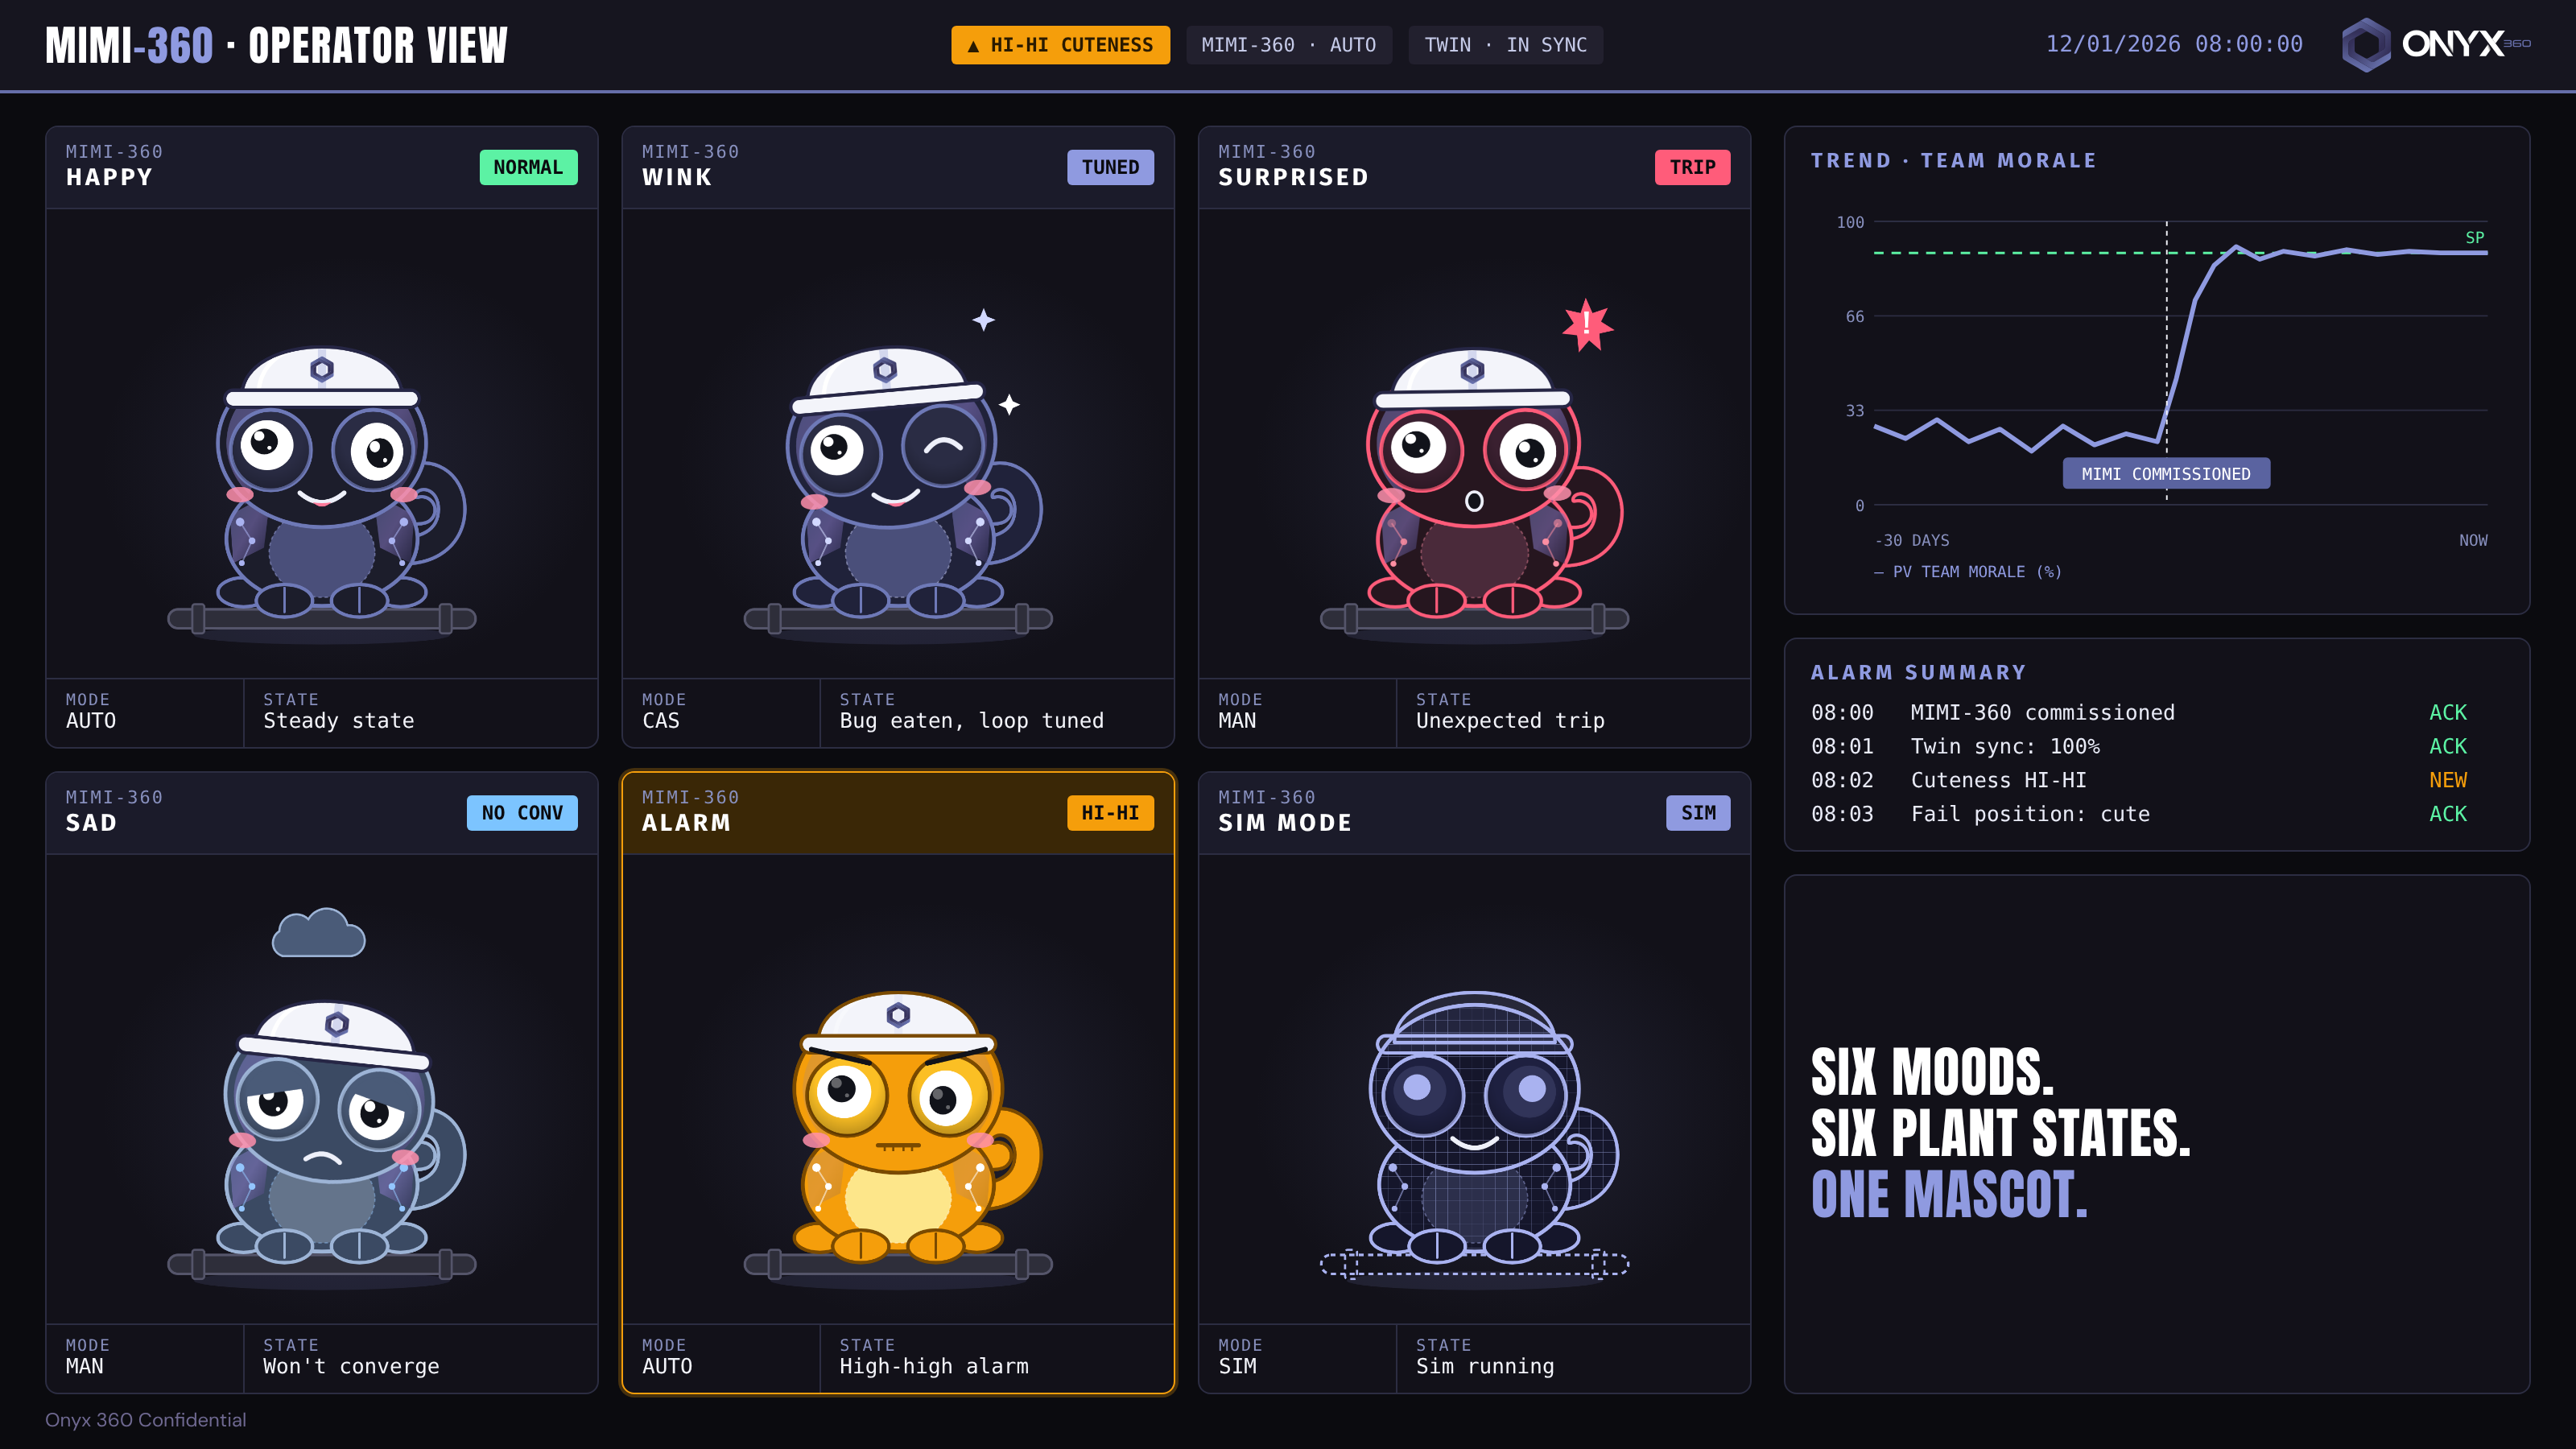 MIMI-360 · OPERATOR VIEW
▲ HI-HI CUTENESS
MIMI-360 · AUTO
TWIN · IN SYNC
12/01/2026 08:00:00
ONYX 360
MIMI-360
HAPPY
NORMAL
MODE
AUTO
STATE
Steady state
MIMI-360
WINK
TUNED
MODE
CAS
STATE
Bug eaten, loop tuned
MIMI-360
SURPRISED
TRIP
!
MODE
MAN
STATE
Unexpected trip
MIMI-360
SAD
NO CONV
MODE
MAN
STATE
Won't converge
MIMI-360
ALARM
HI-HI
MODE
AUTO
STATE
High-high alarm
MIMI-360
SIM MODE
SIM
MODE
SIM
STATE
Sim running
TREND · TEAM MORALE
100
SP
66
33
MIMI COMMISSIONED
0
-30 DAYS
NOW
— PV TEAM MORALE (%)
ALARM SUMMARY
08:00 MIMI-360 commissioned ACK
08:01 Twin sync: 100% ACK
08:02 Cuteness HI-HI NEW
08:03 Fail position: cute ACK
SIX MOODS.
SIX PLANT STATES.
ONE MASCOT.
Onyx 360 Confidential